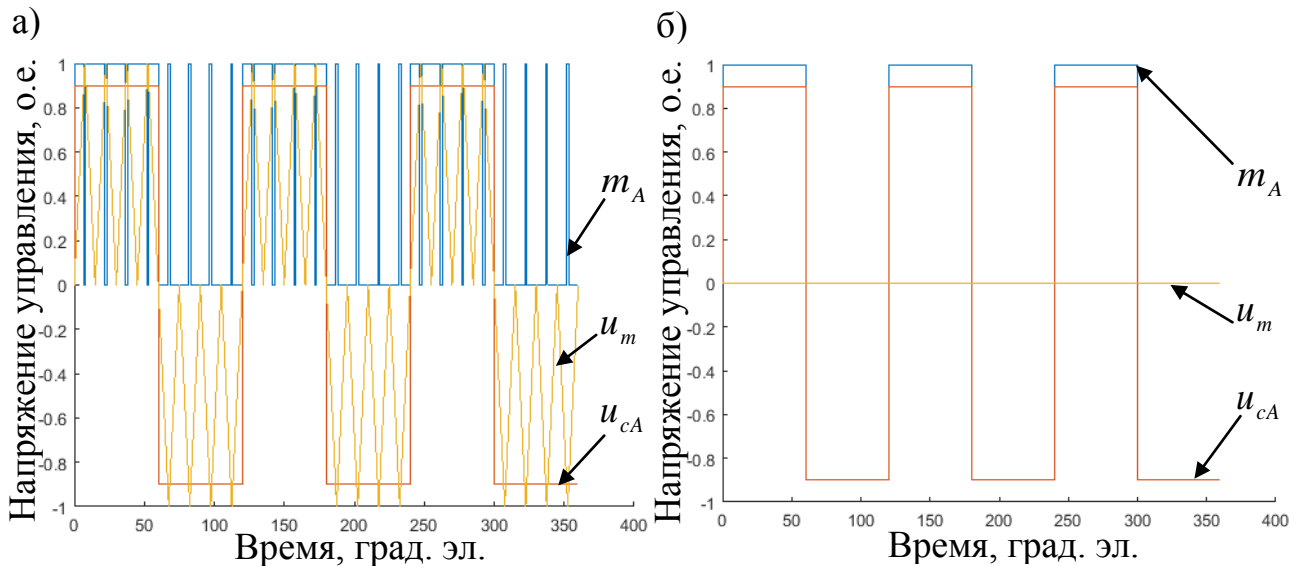 а)
Напряжение управления, о.е.
1
0.8
0.6
0.4
0.2
0
-0.2
-0.4
-0.6
-0.8
-1
0 50 100 150 200 250 300 350 400
Время, град. эл.
m_A
u_m
u_cA
б)
Напряжение управления, о.е.
1
0.8
0.6
0.4
0.2
0
-0.2
-0.4
-0.6
-0.8
-1
0 50 100 150 200 250 300 350 400
Время, град. эл.
m_A
u_m
u_cA